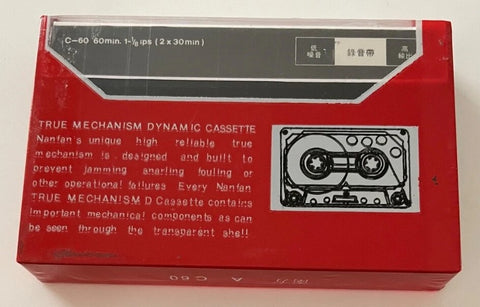 C-60 60min. 1-⅞ ips (2 x 30 min)
低噪音
錄音帶
高輸出
TRUE MECHANISM DYNAMIC CASSETTE
Nanfan's unique high reliable true
mechanism is designed and built to
prevent jamming snarling fouling or
other operational failures Every Nanfan
TRUE MECHANISM D Cassette contains
important mechanical components as can
be seen through the transparent shell
A C60